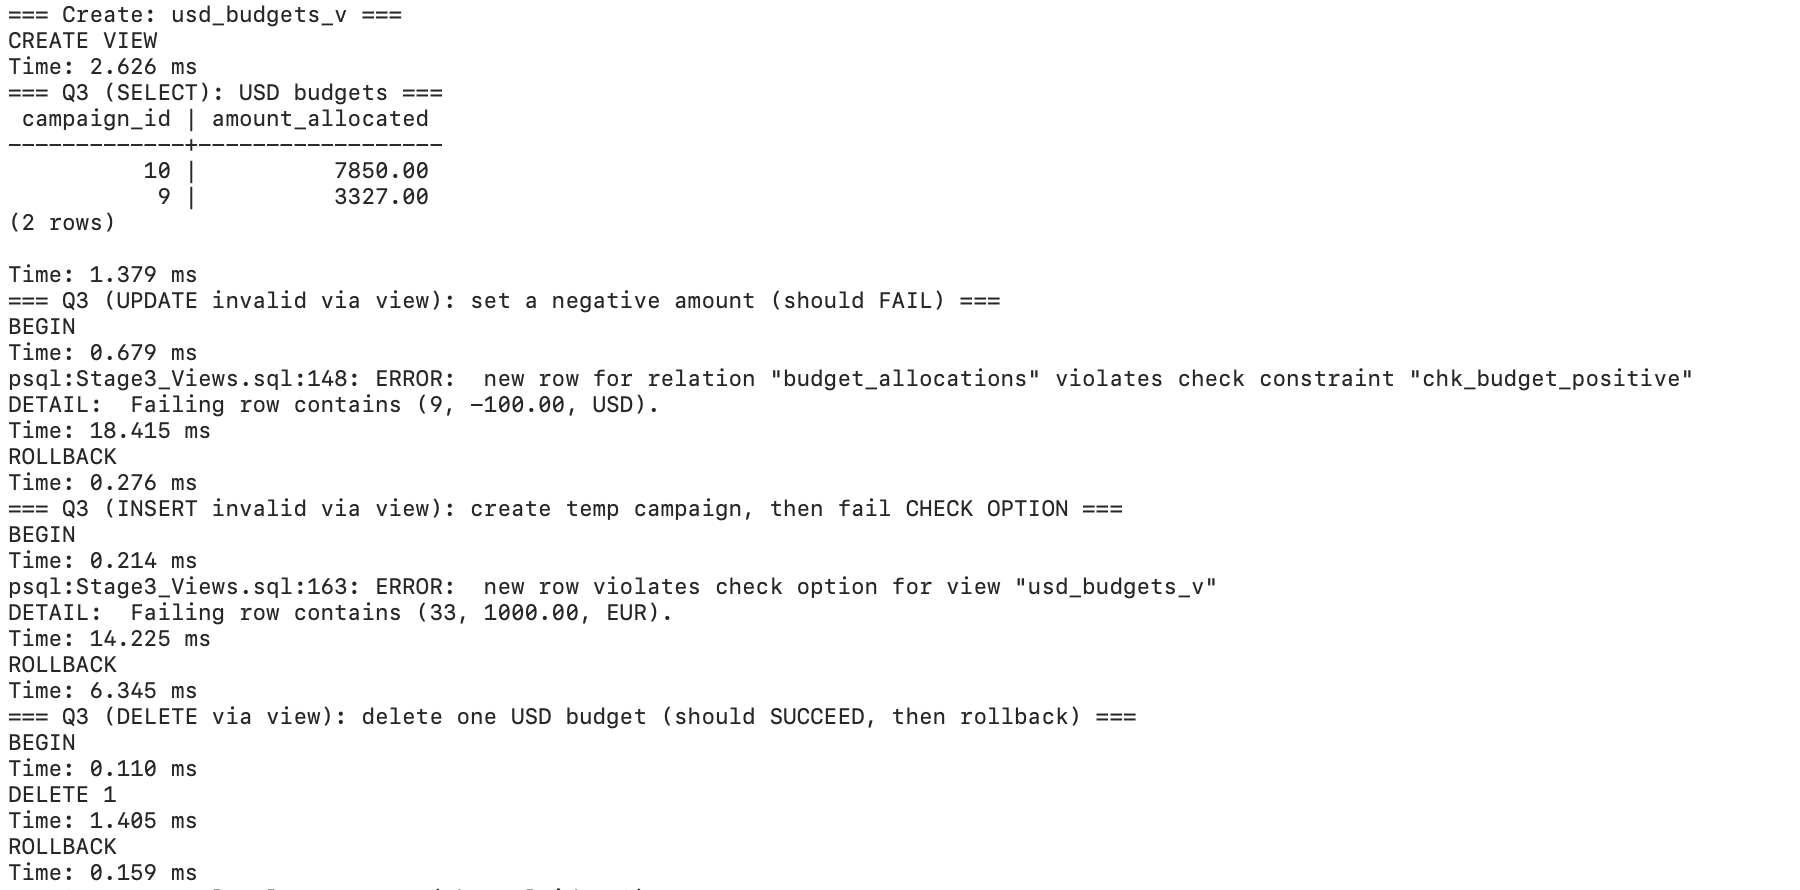 === Create: usd_budgets_v ===
CREATE VIEW
Time: 2.626 ms
=== Q3 (SELECT): USD budgets ===
 campaign_id | amount_allocated
-------------+------------------
          10 |          7850.00
           9 |          3327.00
(2 rows)

Time: 1.379 ms
=== Q3 (UPDATE invalid via view): set a negative amount (should FAIL) ===
BEGIN
Time: 0.679 ms
psql:Stage3_Views.sql:148: ERROR:  new row for relation "budget_allocations" violates check constraint "chk_budget_positive"
DETAIL:  Failing row contains (9, -100.00, USD).
Time: 18.415 ms
ROLLBACK
Time: 0.276 ms
=== Q3 (INSERT invalid via view): create temp campaign, then fail CHECK OPTION ===
BEGIN
Time: 0.214 ms
psql:Stage3_Views.sql:163: ERROR:  new row violates check option for view "usd_budgets_v"
DETAIL:  Failing row contains (33, 1000.00, EUR).
Time: 14.225 ms
ROLLBACK
Time: 6.345 ms
=== Q3 (DELETE via view): delete one USD budget (should SUCCEED, then rollback) ===
BEGIN
Time: 0.110 ms
DELETE 1
Time: 1.405 ms
ROLLBACK
Time: 0.159 ms